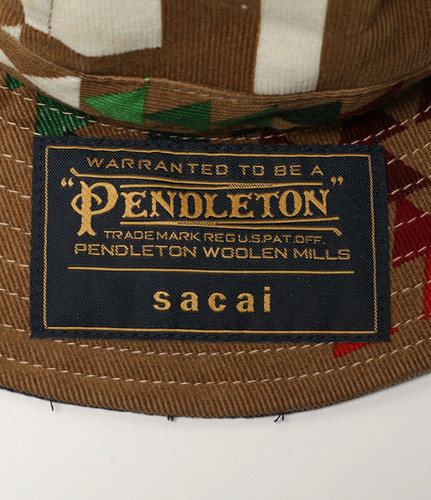 WARRANTED TO BE A
"PENDLETON"
TRADE MARK REG.U.S.PAT.OFF.
PENDLETON WOOLEN MILLS
sacai